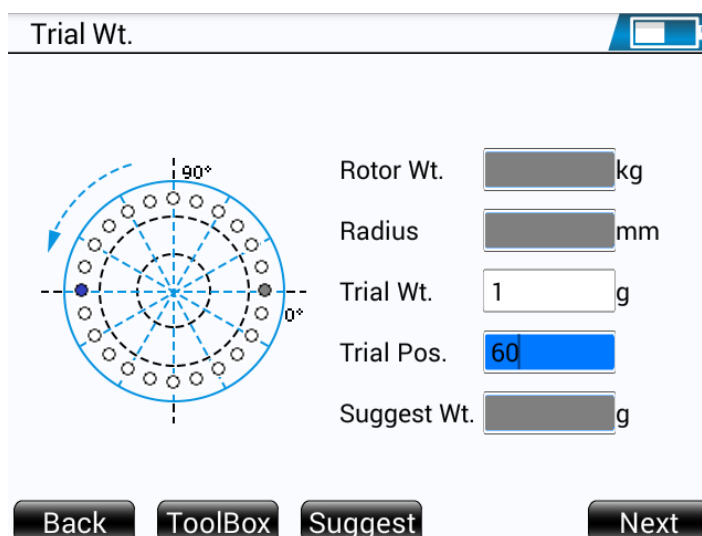 Trial Wt.
90°
0°
Rotor Wt. kg
Radius mm
Trial Wt. 1 g
Trial Pos. 60
Suggest Wt. g
Back ToolBox Suggest Next